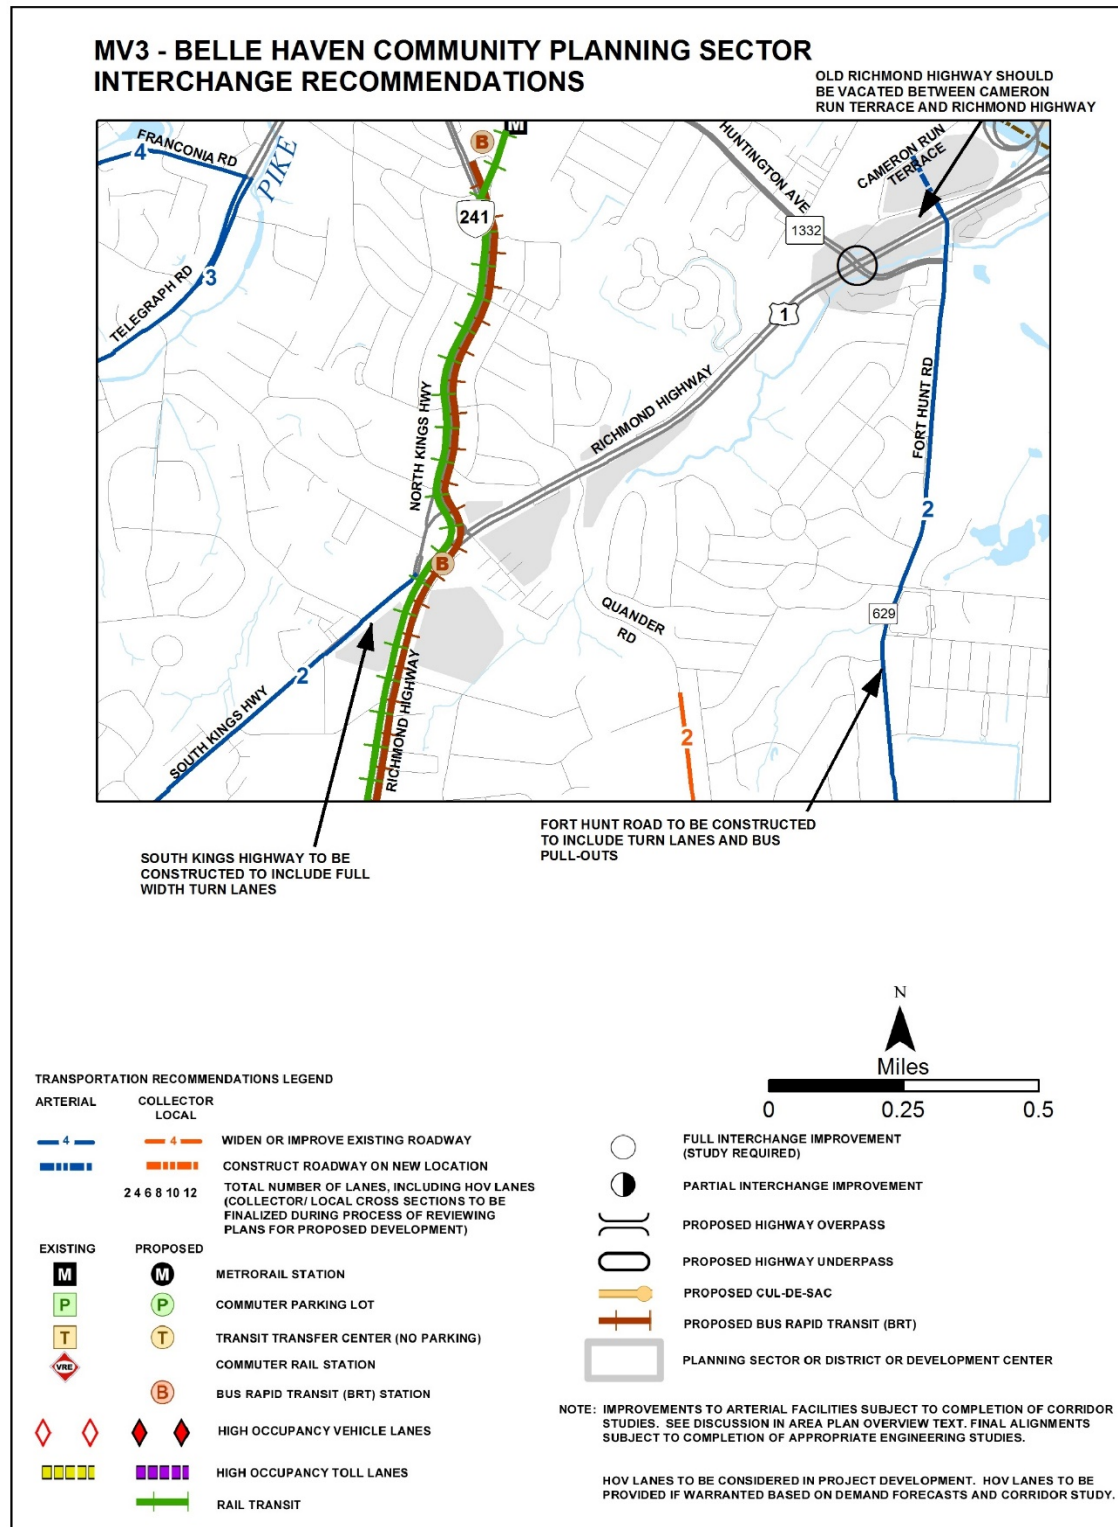 MV3 - BELLE HAVEN COMMUNITY PLANNING SECTOR
INTERCHANGE RECOMMENDATIONS
OLD RICHMOND HIGHWAY SHOULD
BE VACATED BETWEEN CAMERON
RUN TERRACE AND RICHMOND HIGHWAY
M
B
FRANCONIA RD
4
PIKE
HUNTINGTON AVE
CAMERON RUN
TERRACE
241
1332
3
TELEGRAPH RD
1
RICHMOND HIGHWAY
FORT HUNT RD
NORTH KINGS HWY
2
B
QUANDER
RD
629
2
SOUTH KINGS HWY
RICHMOND HIGHWAY
2
FORT HUNT ROAD TO BE CONSTRUCTED
TO INCLUDE TURN LANES AND BUS
PULL-OUTS
SOUTH KINGS HIGHWAY TO BE
CONSTRUCTED TO INCLUDE FULL
WIDTH TURN LANES
N
Miles
0 0.25 0.5
TRANSPORTATION RECOMMENDATIONS LEGEND
ARTERIAL COLLECTOR
LOCAL
4 4 WIDEN OR IMPROVE EXISTING ROADWAY
CONSTRUCT ROADWAY ON NEW LOCATION
2 4 6 8 10 12 TOTAL NUMBER OF LANES, INCLUDING HOV LANES
(COLLECTOR/ LOCAL CROSS SECTIONS TO BE
FINALIZED DURING PROCESS OF REVIEWING
PLANS FOR PROPOSED DEVELOPMENT)
EXISTING PROPOSED
M M METRORAIL STATION
P P COMMUTER PARKING LOT
T T TRANSIT TRANSFER CENTER (NO PARKING)
VRE COMMUTER RAIL STATION
B BUS RAPID TRANSIT (BRT) STATION
HIGH OCCUPANCY VEHICLE LANES
HIGH OCCUPANCY TOLL LANES
RAIL TRANSIT
FULL INTERCHANGE IMPROVEMENT
(STUDY REQUIRED)
PARTIAL INTERCHANGE IMPROVEMENT
PROPOSED HIGHWAY OVERPASS
PROPOSED HIGHWAY UNDERPASS
PROPOSED CUL-DE-SAC
PROPOSED BUS RAPID TRANSIT (BRT)
PLANNING SECTOR OR DISTRICT OR DEVELOPMENT CENTER
NOTE: IMPROVEMENTS TO ARTERIAL FACILITIES SUBJECT TO COMPLETION OF CORRIDOR
STUDIES. SEE DISCUSSION IN AREA PLAN OVERVIEW TEXT. FINAL ALIGNMENTS
SUBJECT TO COMPLETION OF APPROPRIATE ENGINEERING STUDIES.
HOV LANES TO BE CONSIDERED IN PROJECT DEVELOPMENT. HOV LANES TO BE
PROVIDED IF WARRANTED BASED ON DEMAND FORECASTS AND CORRIDOR STUDY.